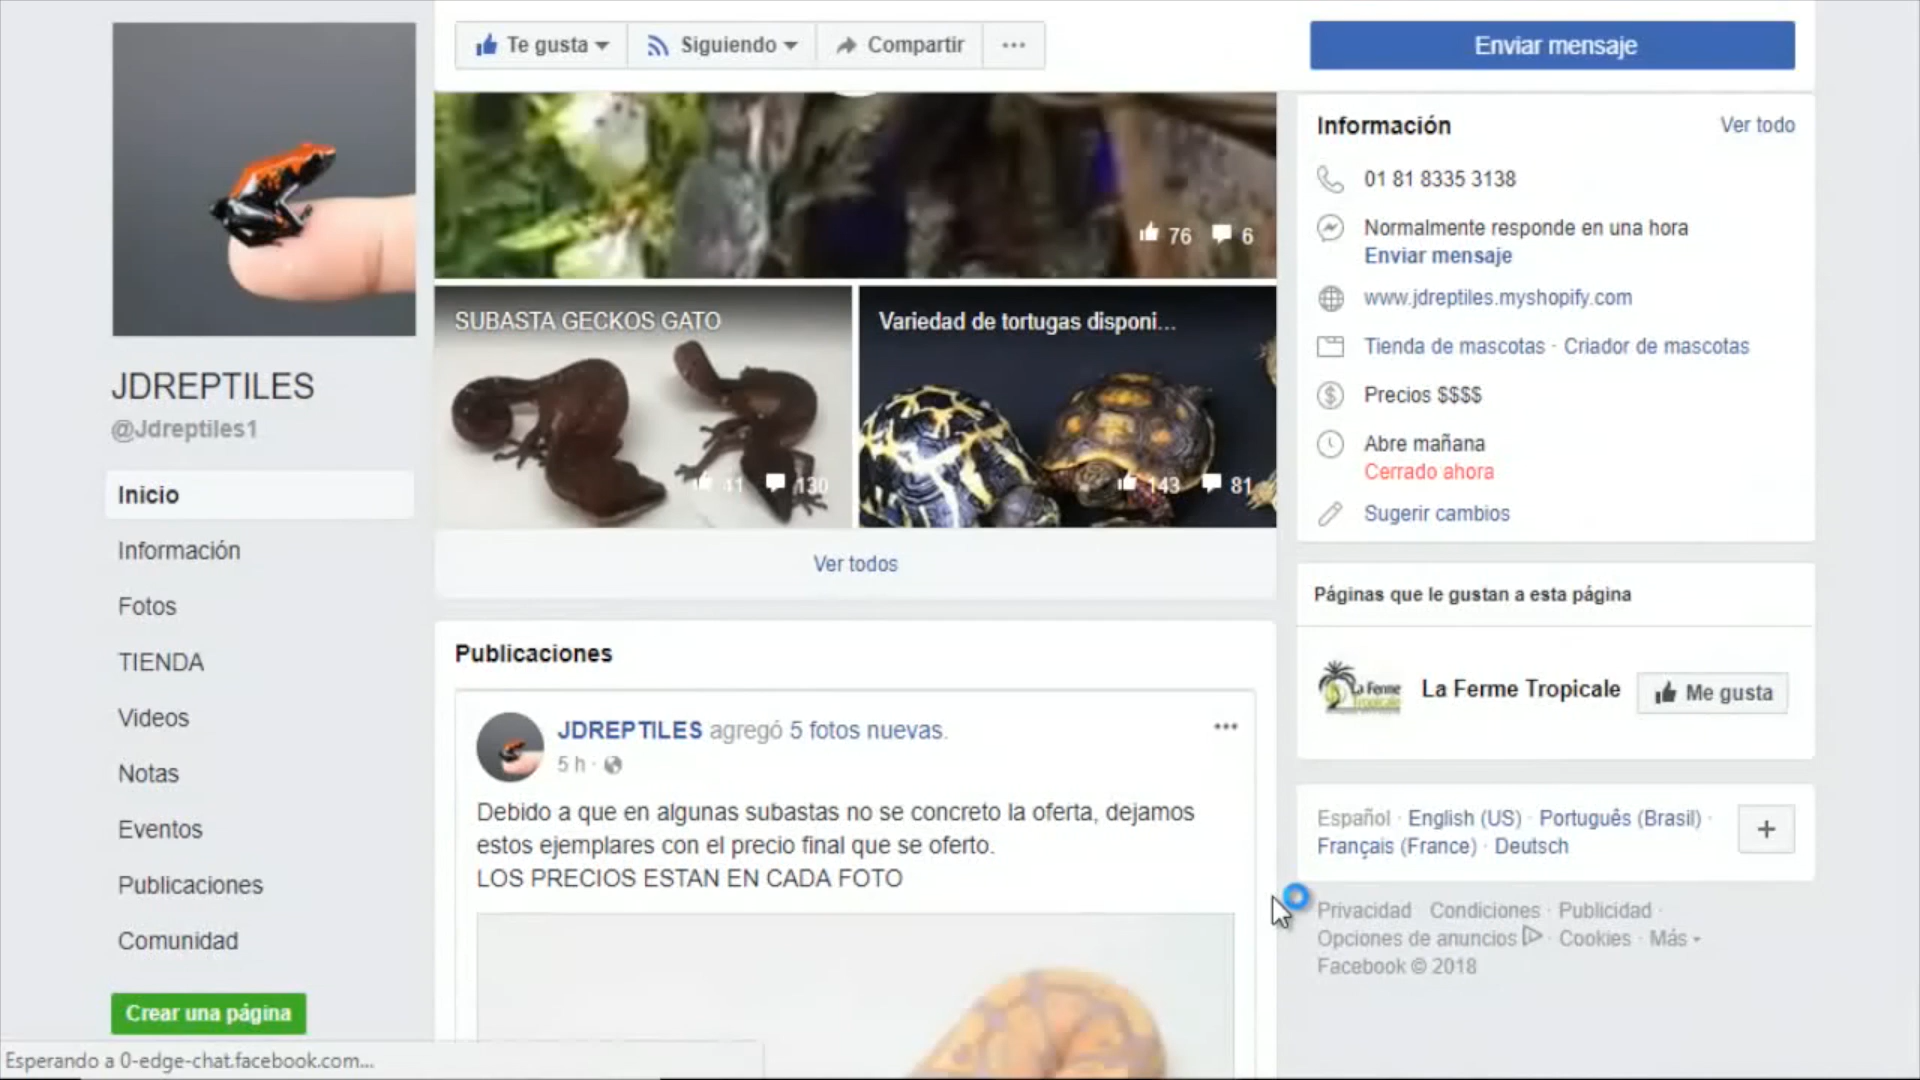 Te gusta
Siguiendo
Compartir
Enviar mensaje
76
6
SUBASTA GECKOS GATO
41
130
Variedad de tortugas disponi...
143
81
Ver todos
JDREPTILES
@Jdreptiles1
Inicio
Información
Fotos
TIENDA
Videos
Notas
Eventos
Publicaciones
Comunidad
Crear una página
Publicaciones
JDREPTILES agregó 5 fotos nuevas.
5 h ·
Debido a que en algunas subastas no se concreto la oferta, dejamos
estos ejemplares con el precio final que se oferto.
LOS PRECIOS ESTAN EN CADA FOTO
Información
Ver todo
01 81 8335 3138
Normalmente responde en una hora
Enviar mensaje
www.jdreptiles.myshopify.com
Tienda de mascotas · Criador de mascotas
Precios $$$$
Abre mañana
Cerrado ahora
Sugerir cambios
Páginas que le gustan a esta página
La Ferme Tropicale
La Ferme Tropicale
Me gusta
Español · English (US) · Português (Brasil) ·
Français (France) · Deutsch
+
Privacidad · Condiciones · Publicidad ·
Opciones de anuncios · Cookies · Más
Facebook © 2018
Esperando a 0-edge-chat.facebook.com...